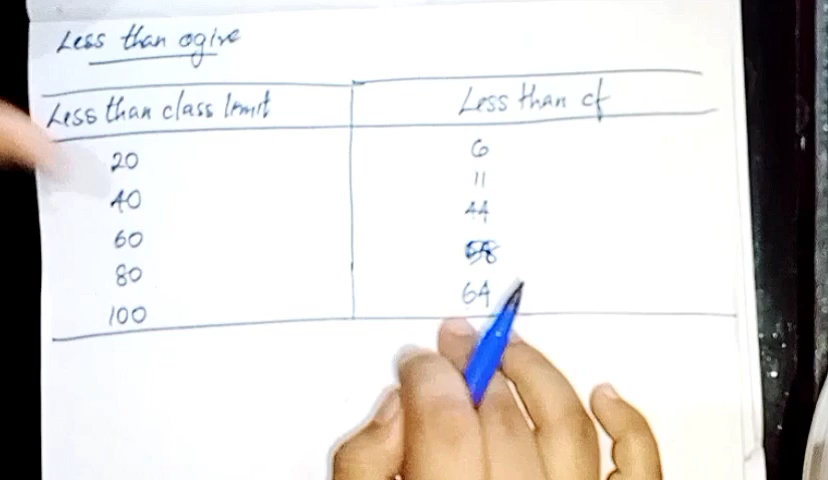 Less than ogive
Less than class limit Less than cf
20 6
40 11
60 44
80 58
100 64